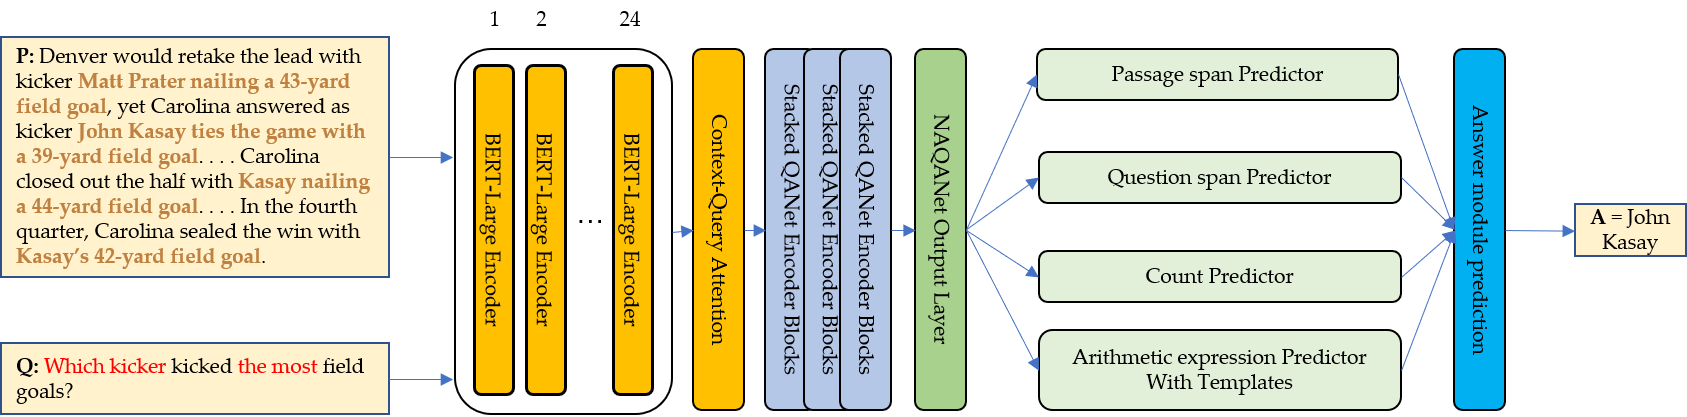 1 2 24
P: Denver would retake the lead with
kicker Matt Prater nailing a 43-yard
field goal, yet Carolina answered as
kicker John Kasay ties the game with
a 39-yard field goal. . . . Carolina
closed out the half with Kasay nailing
a 44-yard field goal. . . . In the fourth
quarter, Carolina sealed the win with
Kasay’s 42-yard field goal.
Q: Which kicker kicked the most field
goals?
BERT-Large Encoder
BERT-Large Encoder
...
BERT-Large Encoder
Context-Query Attention
Stacked QANet Encoder Blocks
Stacked QANet Encoder Blocks
Stacked QANet Encoder Blocks
NAQANet Output Layer
Passage span Predictor
Question span Predictor
Count Predictor
Arithmetic expression Predictor
With Templates
Answer module prediction
A = John
Kasay